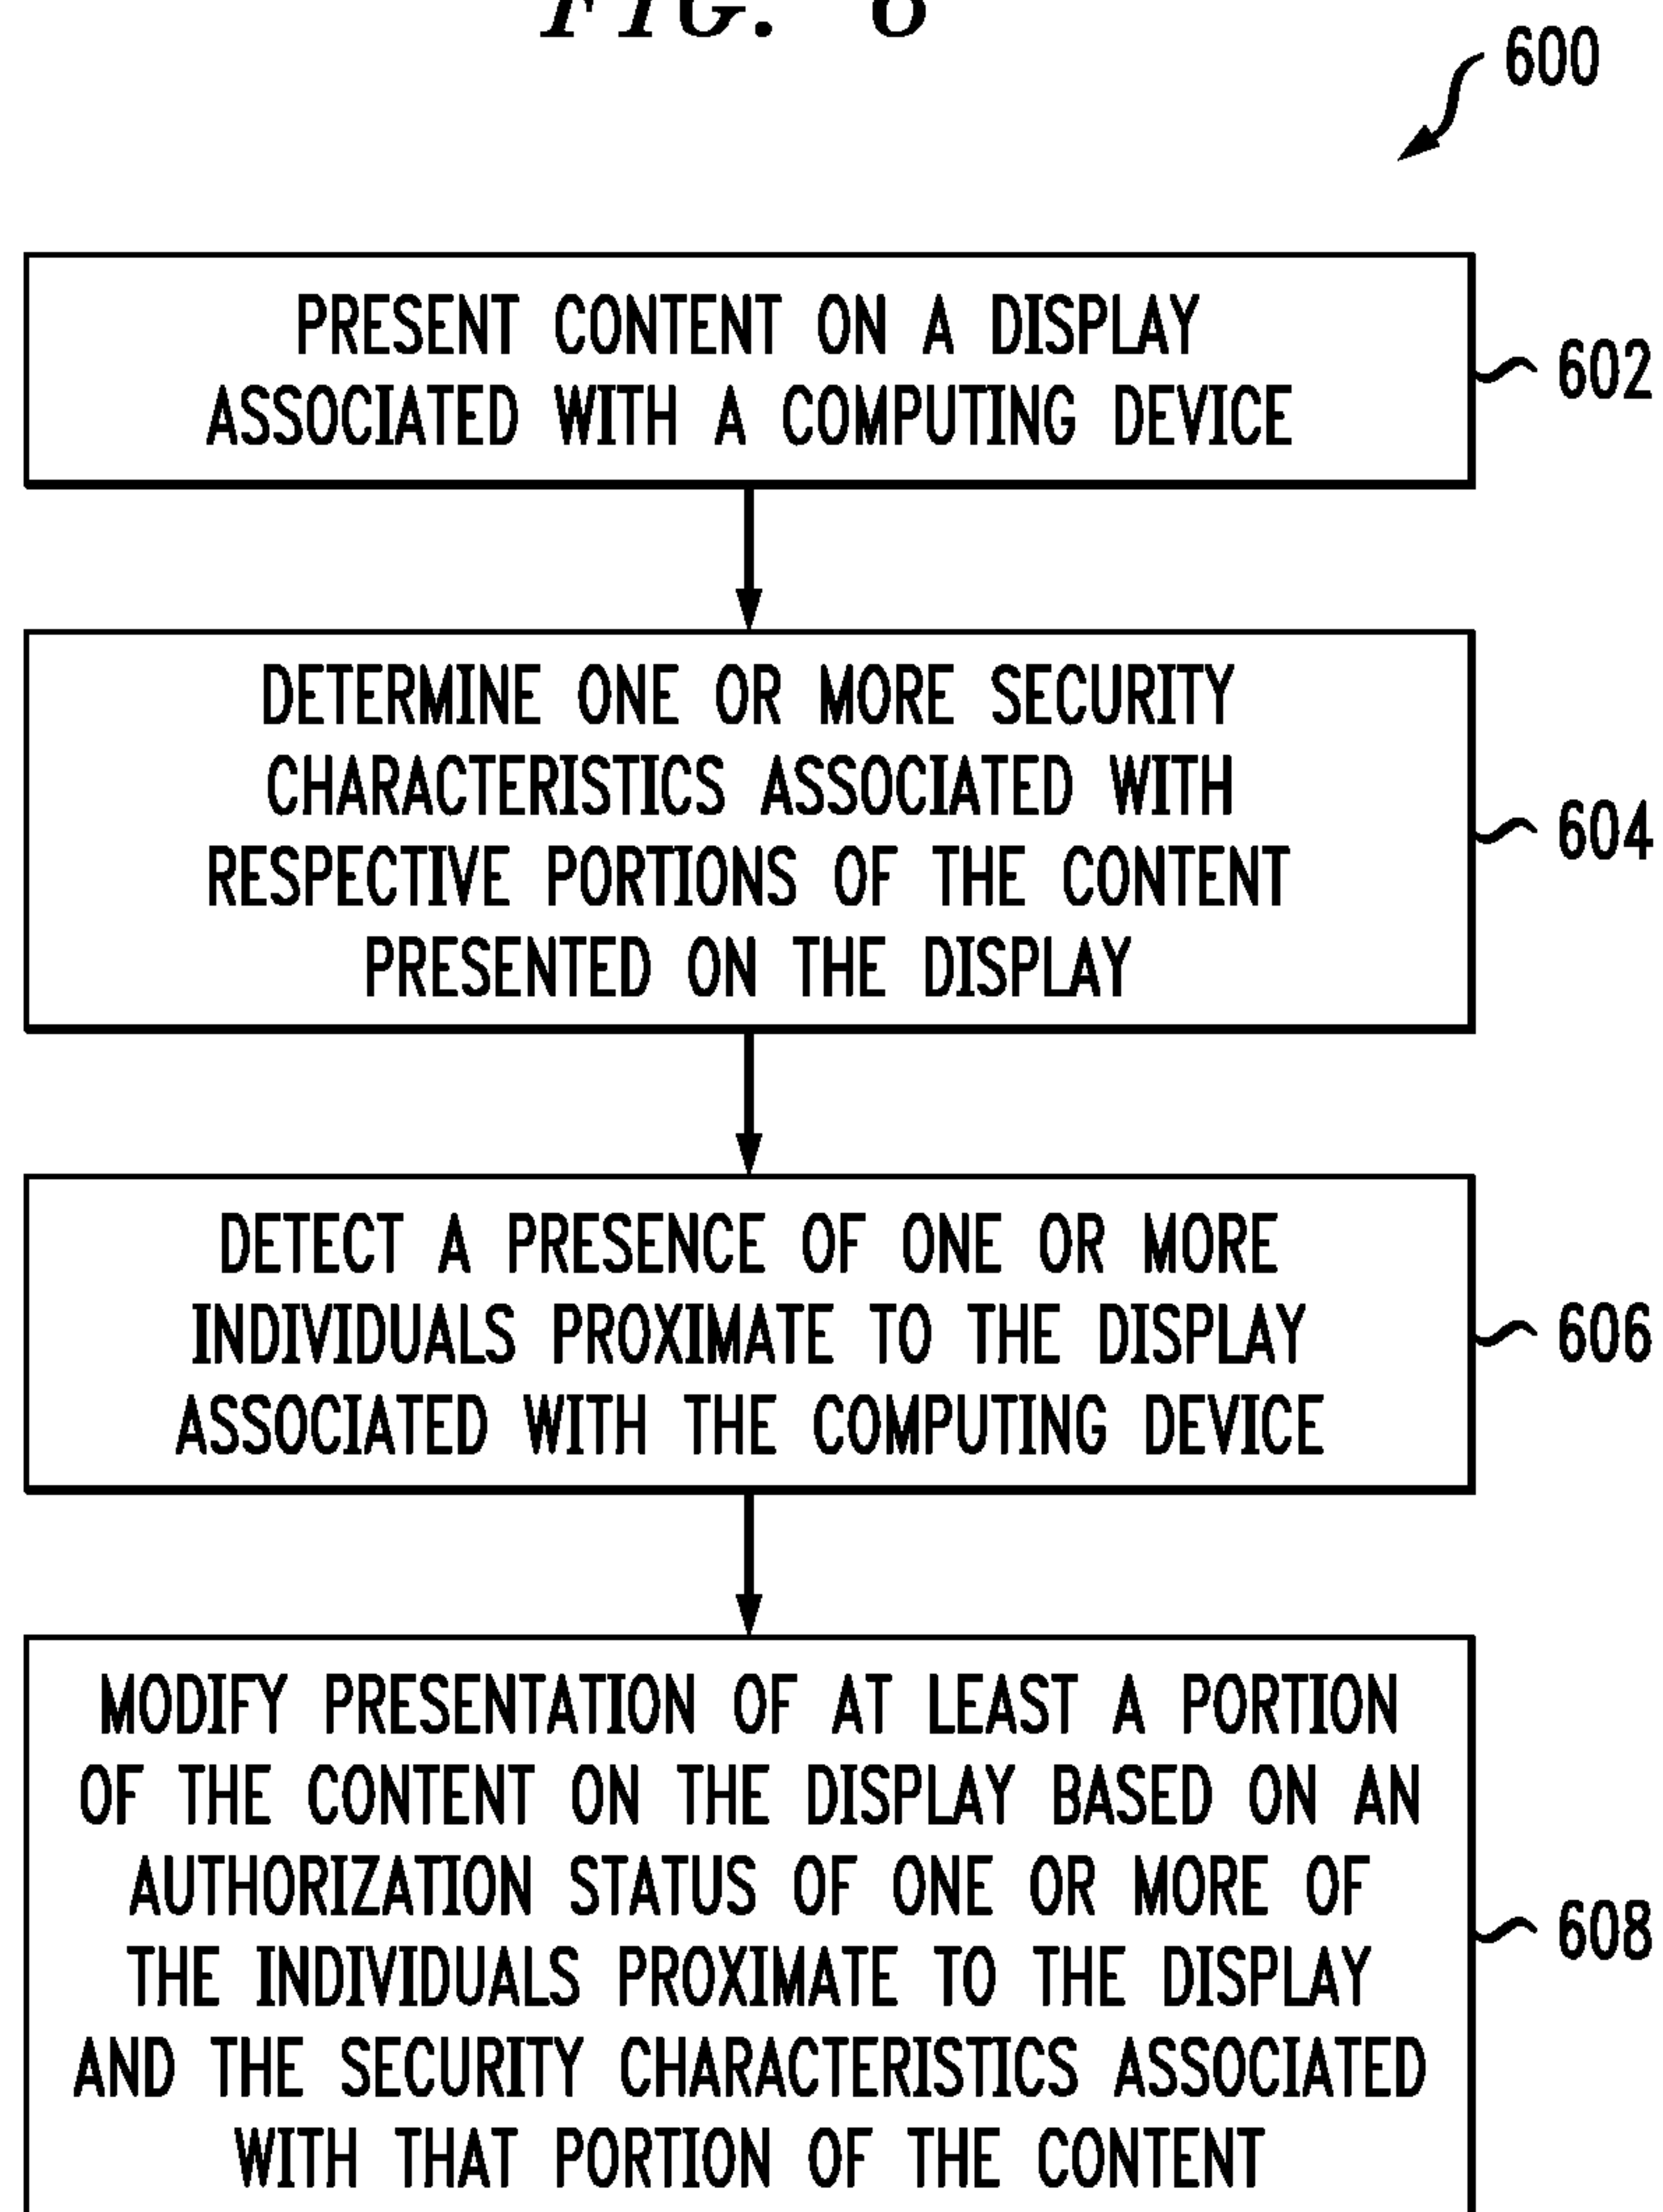 FIG. 6
600
PRESENT CONTENT ON A DISPLAY
ASSOCIATED WITH A COMPUTING DEVICE
602
DETERMINE ONE OR MORE SECURITY
CHARACTERISTICS ASSOCIATED WITH
RESPECTIVE PORTIONS OF THE CONTENT
PRESENTED ON THE DISPLAY
604
DETECT A PRESENCE OF ONE OR MORE
INDIVIDUALS PROXIMATE TO THE DISPLAY
ASSOCIATED WITH THE COMPUTING DEVICE
606
MODIFY PRESENTATION OF AT LEAST A PORTION
OF THE CONTENT ON THE DISPLAY BASED ON AN
AUTHORIZATION STATUS OF ONE OR MORE OF
THE INDIVIDUALS PROXIMATE TO THE DISPLAY
AND THE SECURITY CHARACTERISTICS ASSOCIATED
WITH THAT PORTION OF THE CONTENT
608